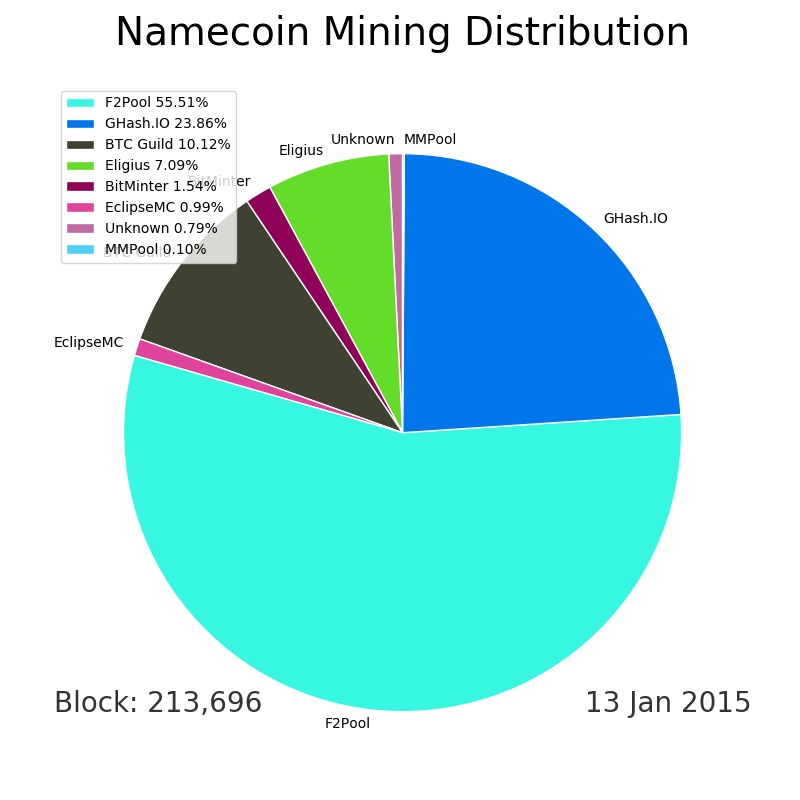 Namecoin Mining Distribution
F2Pool 55.51%
GHash.IO 23.86%
BTC Guild 10.12%
Eligius 7.09%
BitMinter 1.54%
EclipseMC 0.99%
Unknown 0.79%
MMPool 0.10%
Unknown
MMPool
Eligius
BitMinter
GHash.IO
BTC Guild
EclipseMC
Block: 213,696
13 Jan 2015
F2Pool